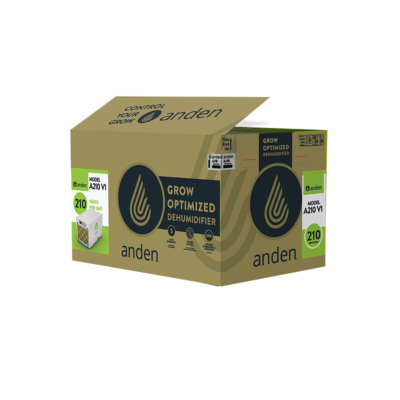 CONTROL
YOUR
GROW
anden
anden
MODEL
A210 V1
210
PINTS
PER DAY
GROW
OPTIMIZED
DEHUMIDIFIER
anden
GROW
OPTIMIZED
DEHUMIDIFIER
anden
MODEL
A210 V1
210
anden